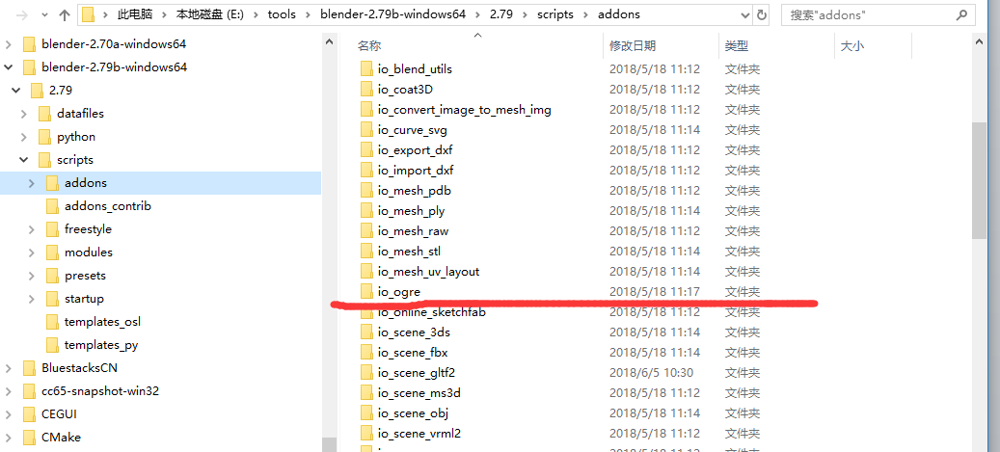 此电脑 › 本地磁盘 (E:) › tools › blender-2.79b-windows64 › 2.79 › scripts › addons
搜索"addons"
blender-2.70a-windows64
blender-2.79b-windows64
2.79
datafiles
python
scripts
addons
addons_contrib
freestyle
modules
presets
startup
templates_osl
templates_py
BluestacksCN
cc65-snapshot-win32
CEGUI
CMake
名称 修改日期 类型 大小
io_blend_utils 2018/5/18 11:12 文件夹
io_coat3D 2018/5/18 11:12 文件夹
io_convert_image_to_mesh_img 2018/5/18 11:12 文件夹
io_curve_svg 2018/5/18 11:14 文件夹
io_export_dxf 2018/5/18 11:12 文件夹
io_import_dxf 2018/5/18 11:12 文件夹
io_mesh_pdb 2018/5/18 11:12 文件夹
io_mesh_ply 2018/5/18 11:14 文件夹
io_mesh_raw 2018/5/18 11:12 文件夹
io_mesh_stl 2018/5/18 11:14 文件夹
io_mesh_uv_layout 2018/5/18 11:14 文件夹
io_ogre 2018/5/18 11:17 文件夹
io_online_sketchfab 2018/5/18 11:12 文件夹
io_scene_3ds 2018/5/18 11:14 文件夹
io_scene_fbx 2018/5/18 11:14 文件夹
io_scene_gltf2 2018/6/5 10:30 文件夹
io_scene_ms3d 2018/5/18 11:12 文件夹
io_scene_obj 2018/5/18 11:14 文件夹
io_scene_vrml2 2018/5/18 11:12 文件夹